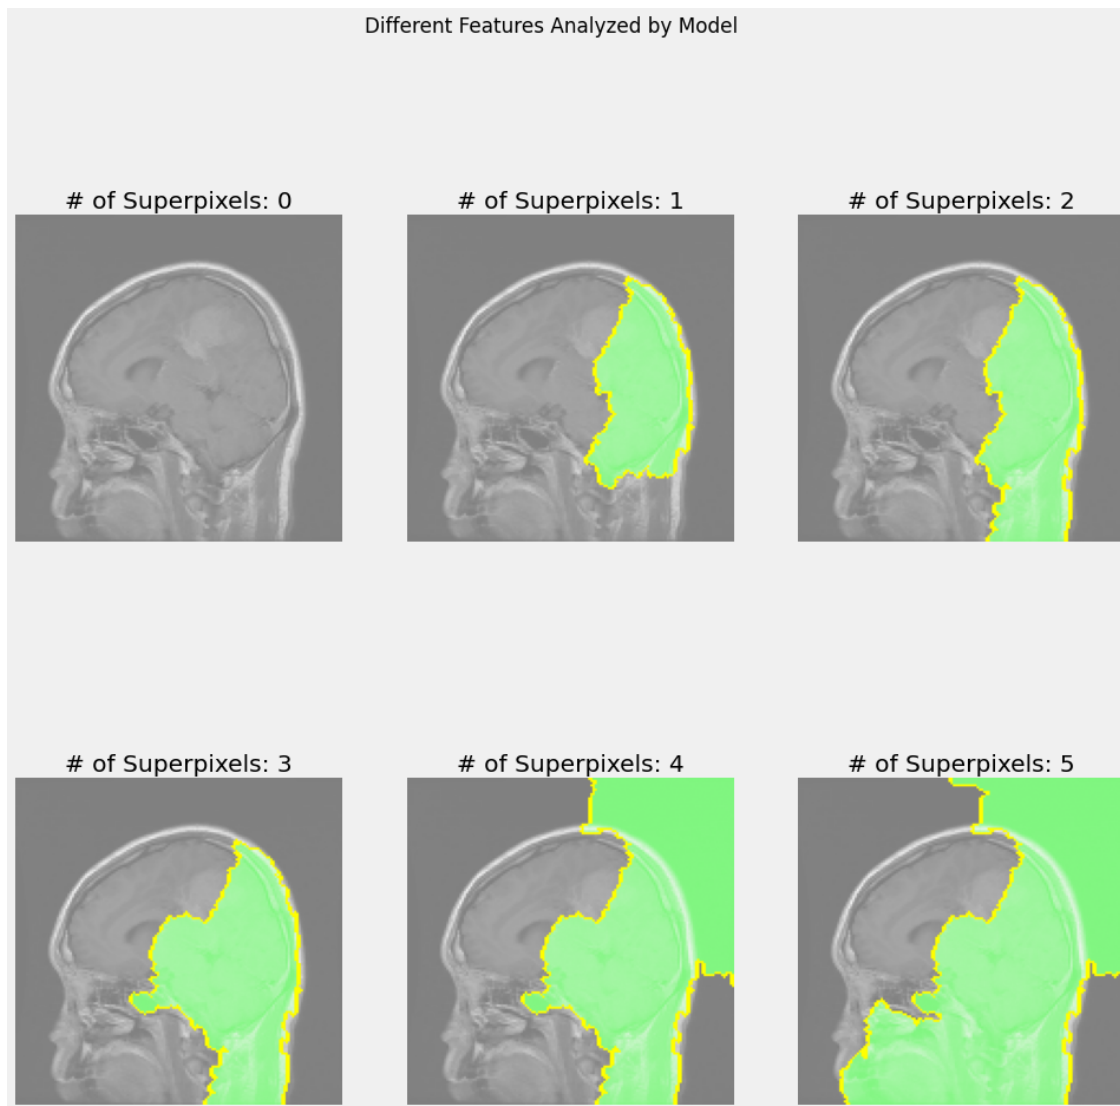 Different Features Analyzed by Model
# of Superpixels: 0
# of Superpixels: 1
# of Superpixels: 2
# of Superpixels: 3
# of Superpixels: 4
# of Superpixels: 5